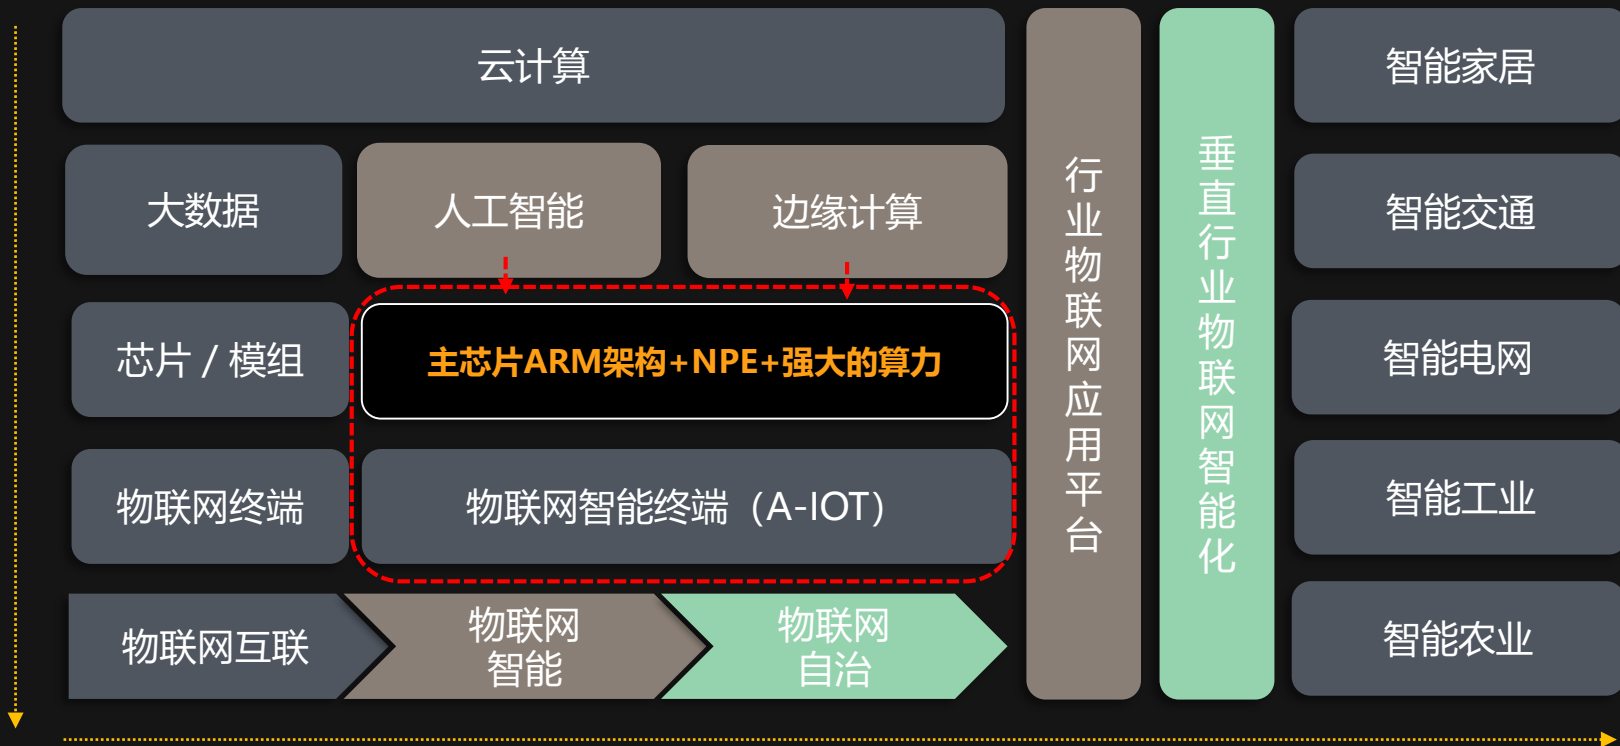 云计算
大数据
人工智能
边缘计算
芯片 / 模组
主芯片ARM架构+NPE+强大的算力
物联网终端
物联网智能终端（A-IOT）
物联网互联
物联网
智能
物联网
自治
行业物联网应用平台
垂直行业物联网智能化
智能家居
智能交通
智能电网
智能工业
智能农业